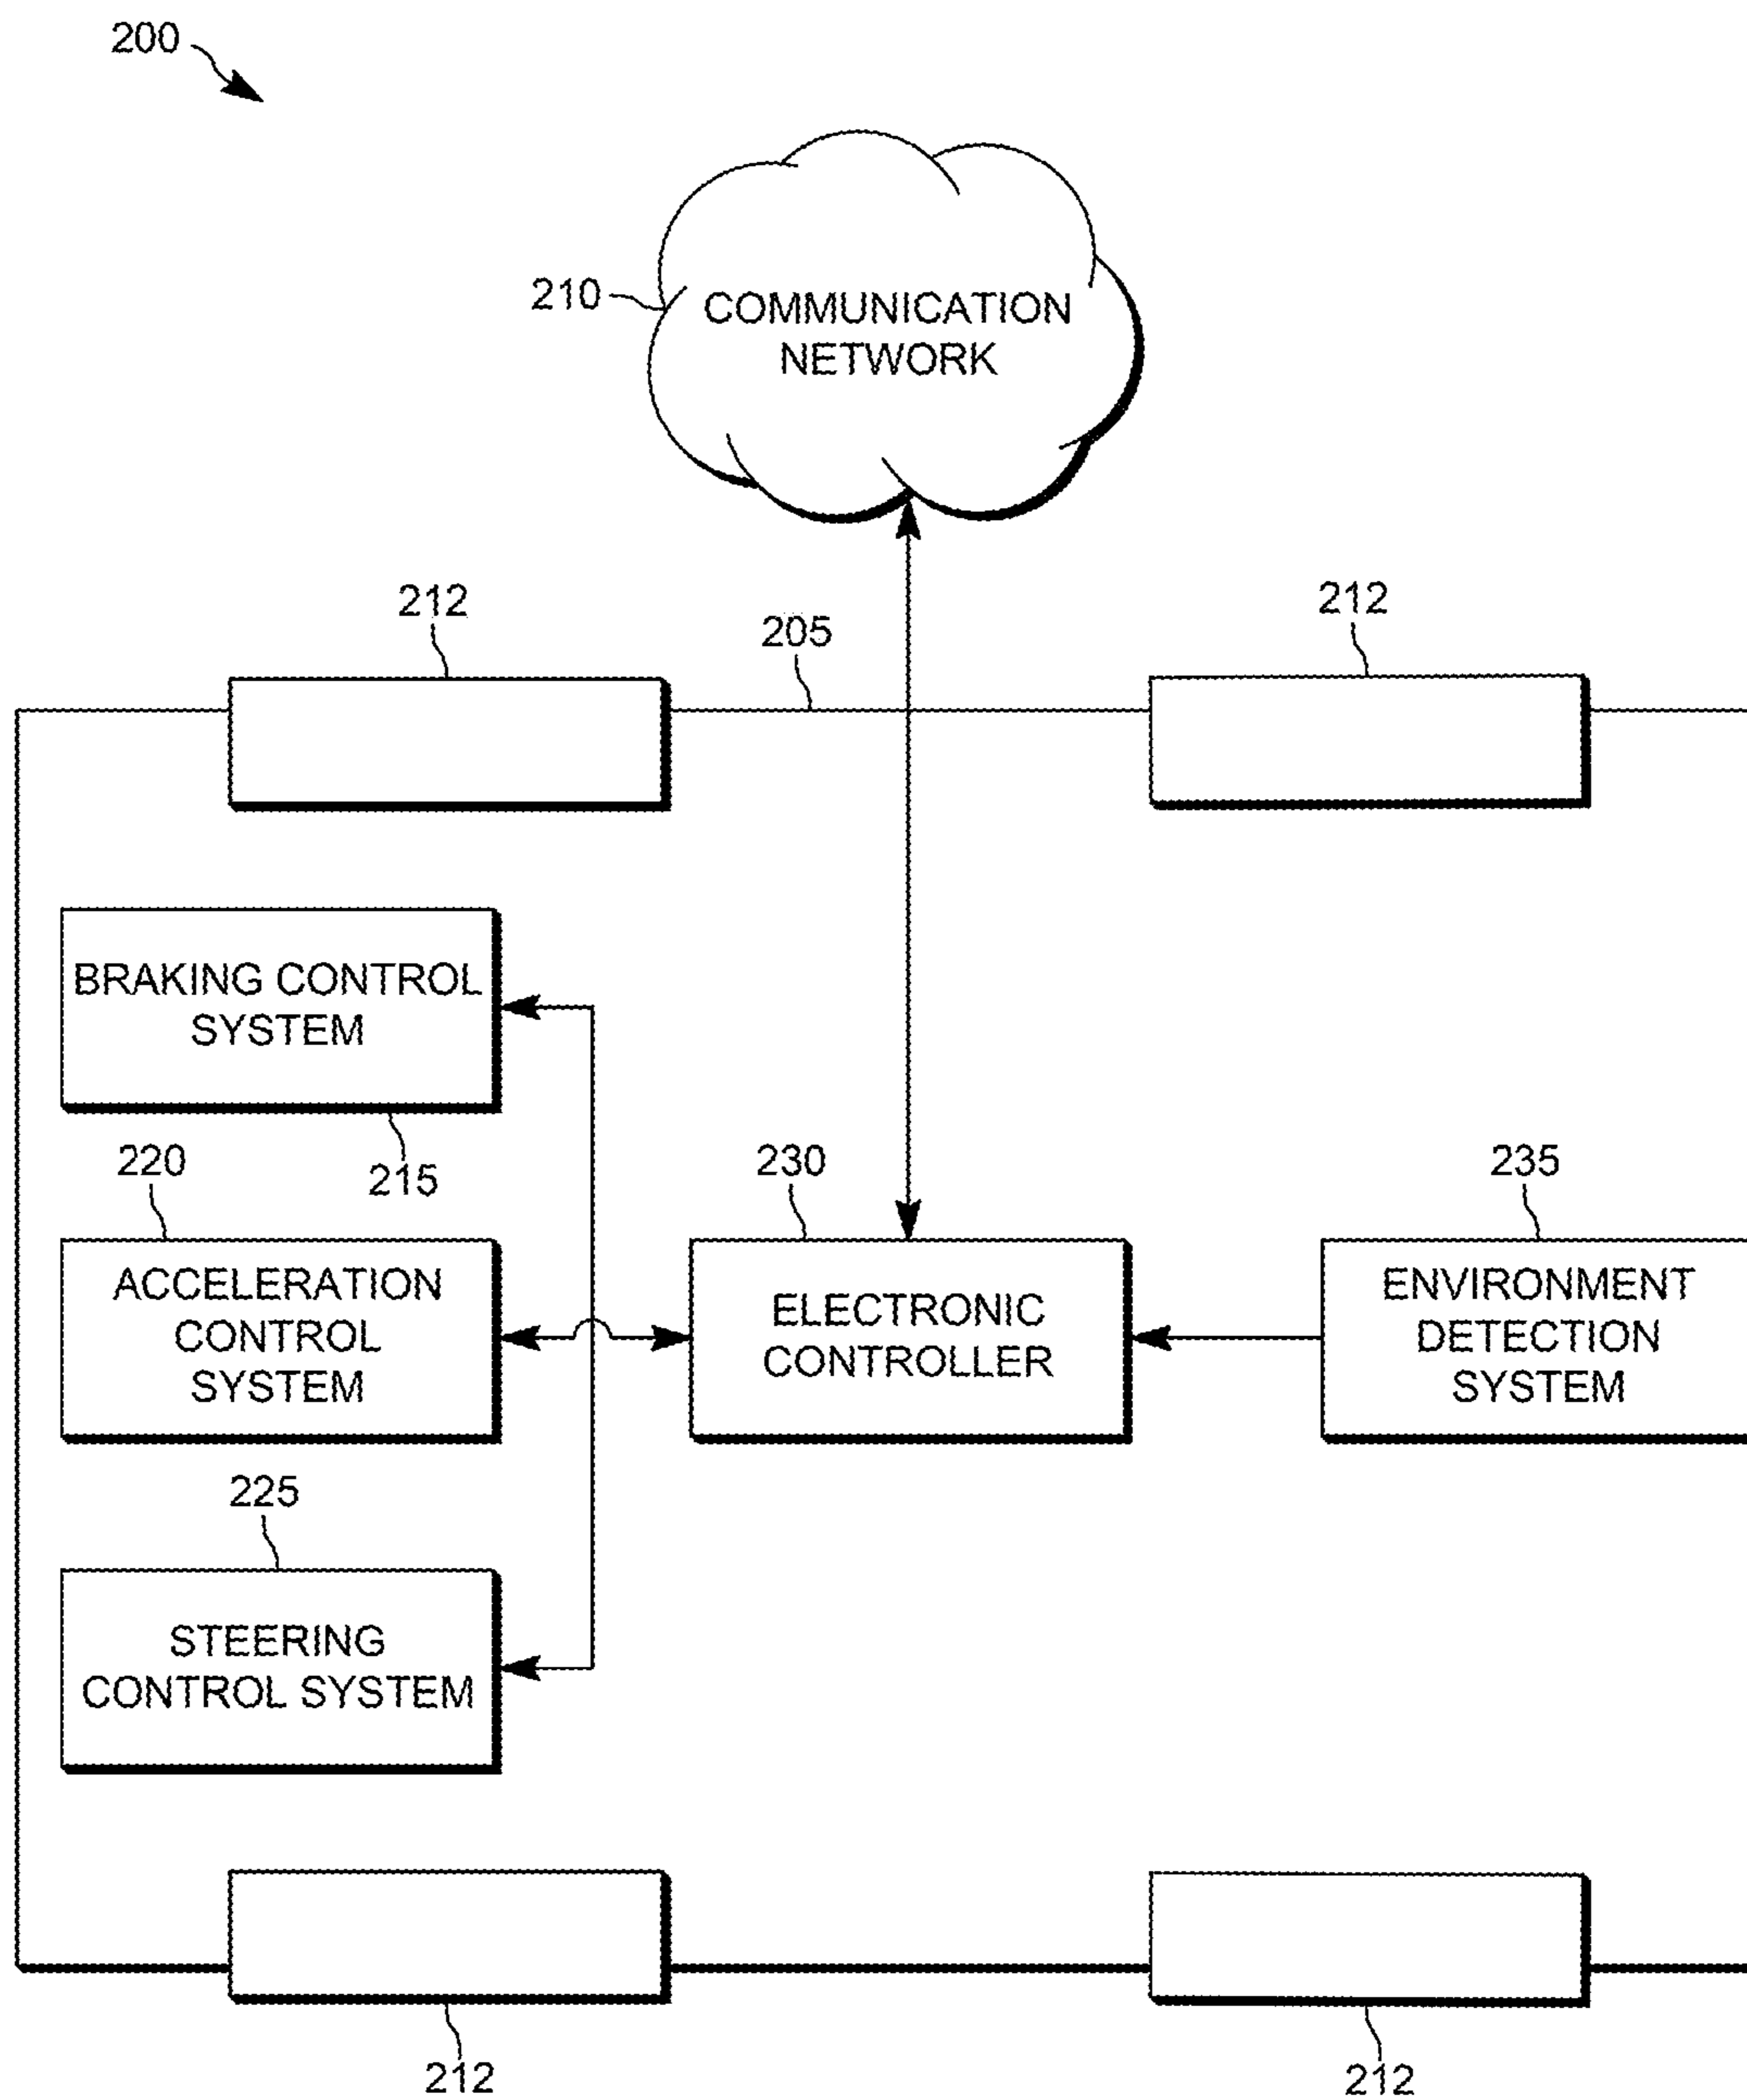 200
210
COMMUNICATION
NETWORK
212
205
212
BRAKING CONTROL
SYSTEM
215
220
ACCELERATION
CONTROL
SYSTEM
230
ELECTRONIC
CONTROLLER
235
ENVIRONMENT
DETECTION
SYSTEM
225
STEERING
CONTROL SYSTEM
212
212